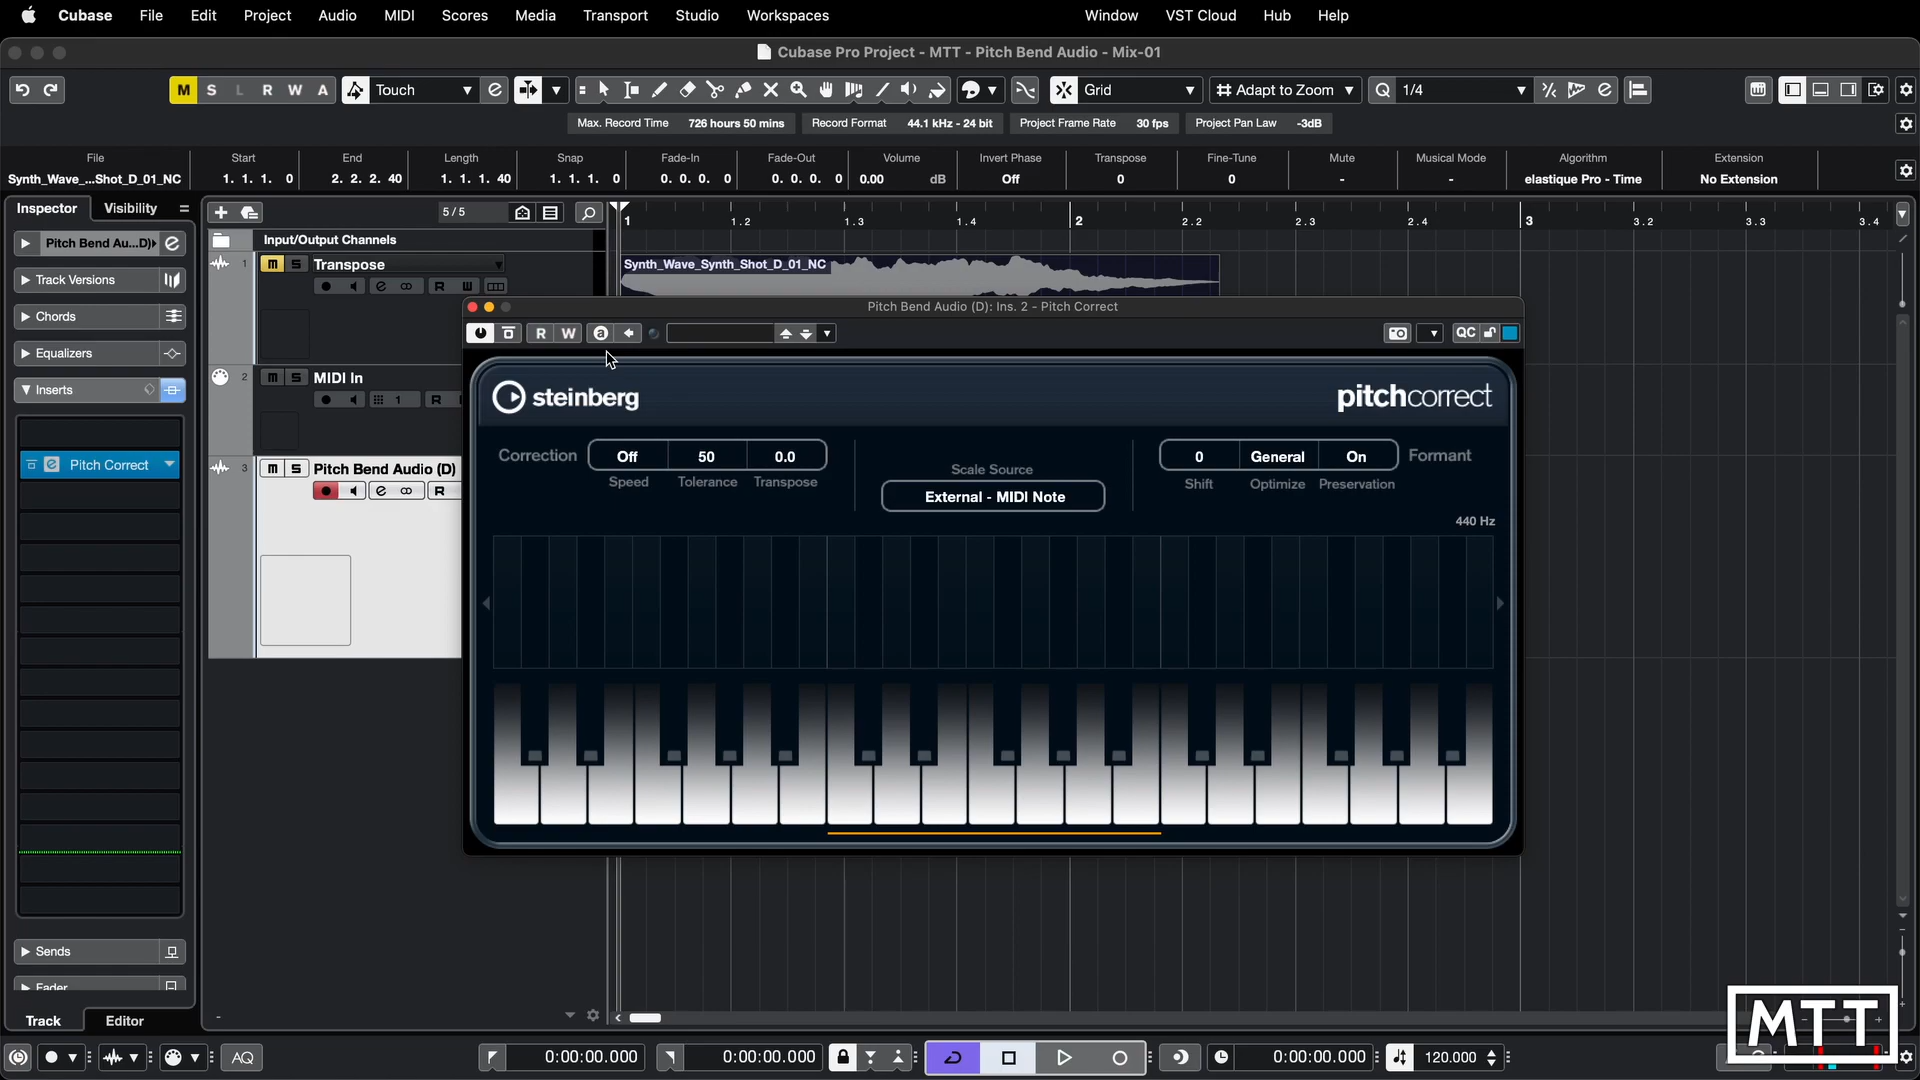 Cubase File Edit Project Audio MIDI Scores Media Transport Studio Workspaces Window VST Cloud Hub Help
Cubase Pro Project - MTT - Pitch Bend Audio - Mix-01
M S L R W A Touch Grid Adapt to Zoom 1/4
Max. Record Time 726 hours 50 mins Record Format 44.1 kHz - 24 bit Project Frame Rate 30 fps Project Pan Law -3dB
File Start End Length Snap Fade-In Fade-Out Volume Invert Phase Transpose Fine-Tune Mute Musical Mode Algorithm Extension
Synth_Wave_...Shot_D_01_NC 1. 1. 1. 0 2. 2. 2. 40 1. 1. 1. 40 1. 1. 1. 0 0. 0. 0. 0 0. 0. 0. 0 0.00 dB Off 0 0 - - elastique Pro - Time No Extension
Inspector Visibility 5/5 1 1.2 1.3 1.4 2 2.2 2.3 2.4 3 3.2 3.3 3.4
Pitch Bend Au...D) Input/Output Channels
1 m S Transpose Synth_Wave_Synth_Shot_D_01_NC
Track Versions
R W
Chords
Equalizers
Inserts
2 m S MIDI In
1 R
Pitch Correct
3 m S Pitch Bend Audio (D)
R
Pitch Bend Audio (D): Ins. 2 - Pitch Correct
R W a QC
steinberg pitchcorrect
Correction Off 50 0.0 0 General On Formant
Speed Tolerance Transpose Scale Source Shift Optimize Preservation
External - MIDI Note
440 Hz
Sends
Fader
Track Editor
MTT
AQ 0:00:00.000 0:00:00.000 0:00:00.000 120.000